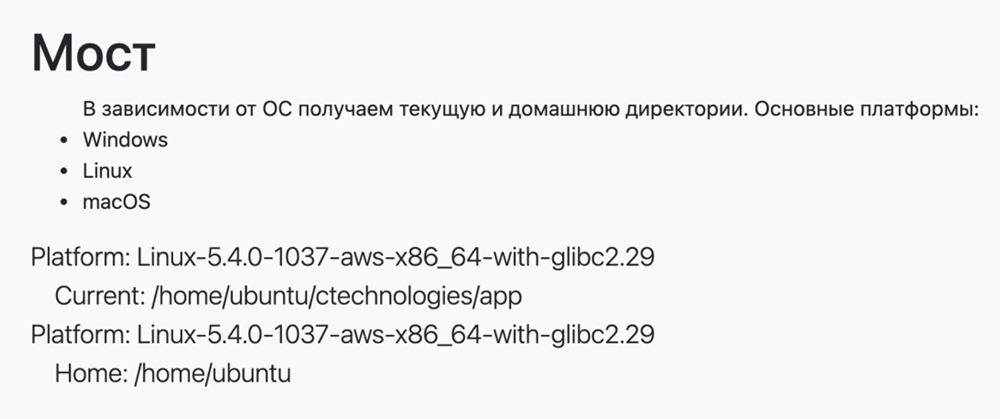 Мост
В зависимости от ОС получаем текущую и домашнюю директории. Основные платформы:
• Windows
• Linux
• macOS
Platform: Linux-5.4.0-1037-aws-x86_64-with-glibc2.29
Current: /home/ubuntu/ctechnologies/app
Platform: Linux-5.4.0-1037-aws-x86_64-with-glibc2.29
Home: /home/ubuntu